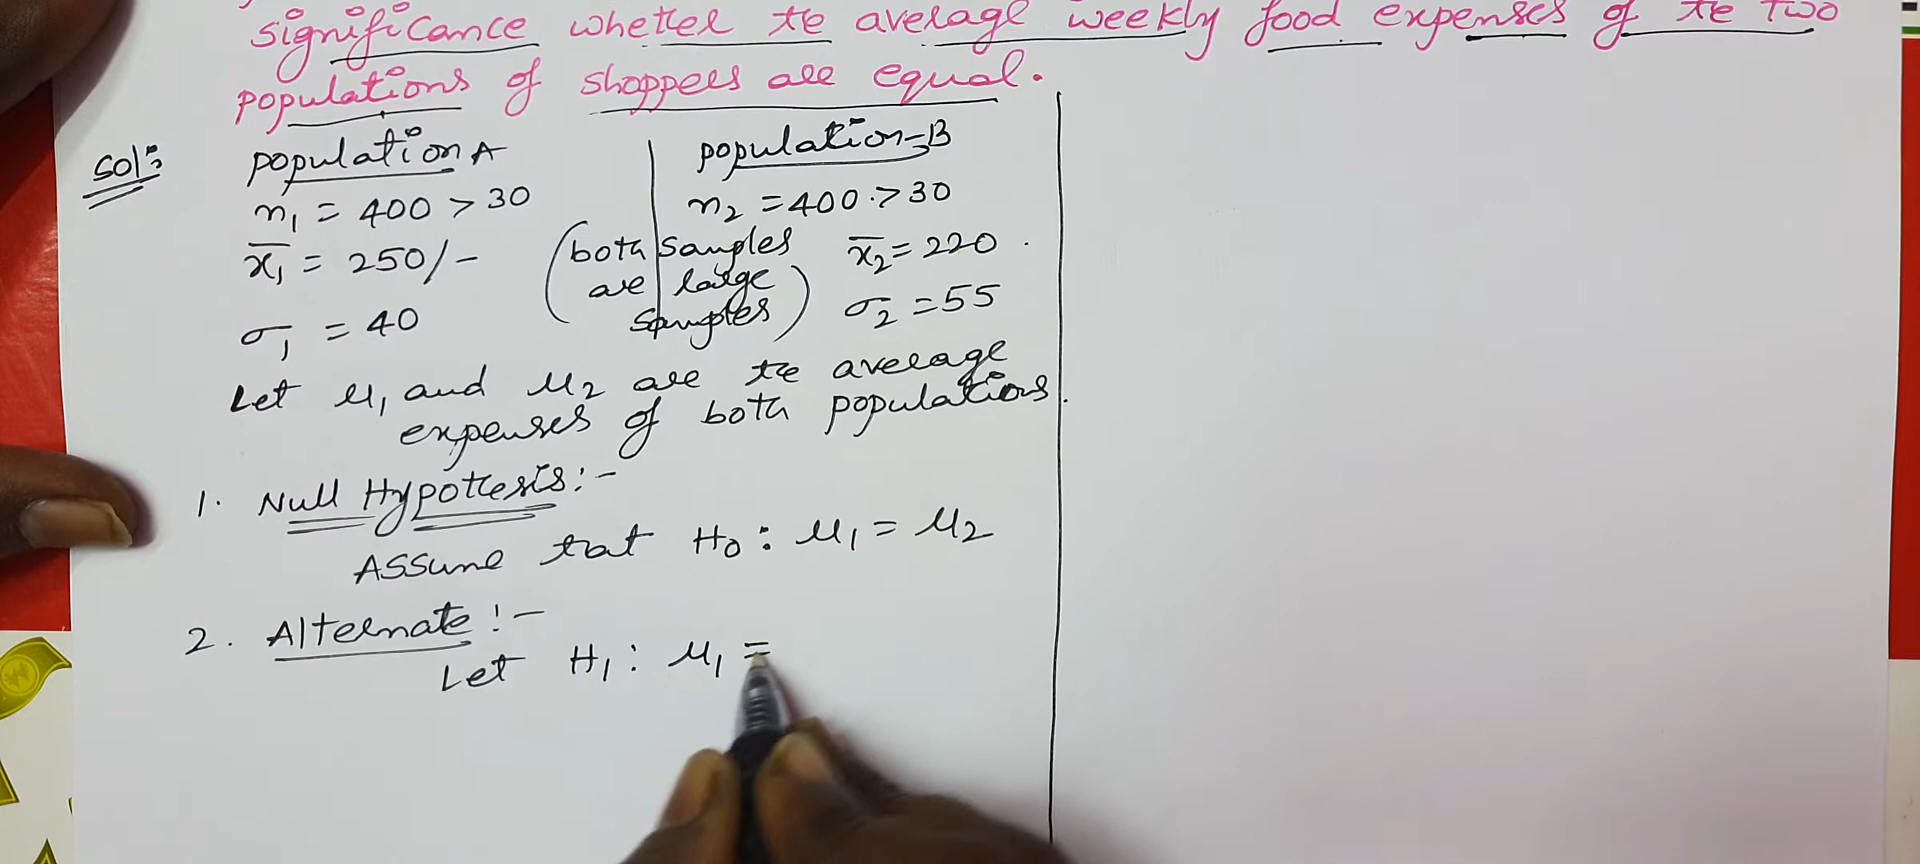 significance whether the average weekly food expenses of the two
populations of shoppers are equal.
Sol:
population A
n₁ = 400 > 30
x̄₁ = 250/-
σ₁ = 40
(both samples are large samples)
population-B
n₂ = 400 > 30
x̄₂ = 220
σ₂ = 55
Let μ₁ and μ₂ are the average
expenses of both populations.
1. Null Hypothesis:-
Assume that H₀: μ₁ = μ₂
2. Alternate:-
Let H₁: μ₁ =